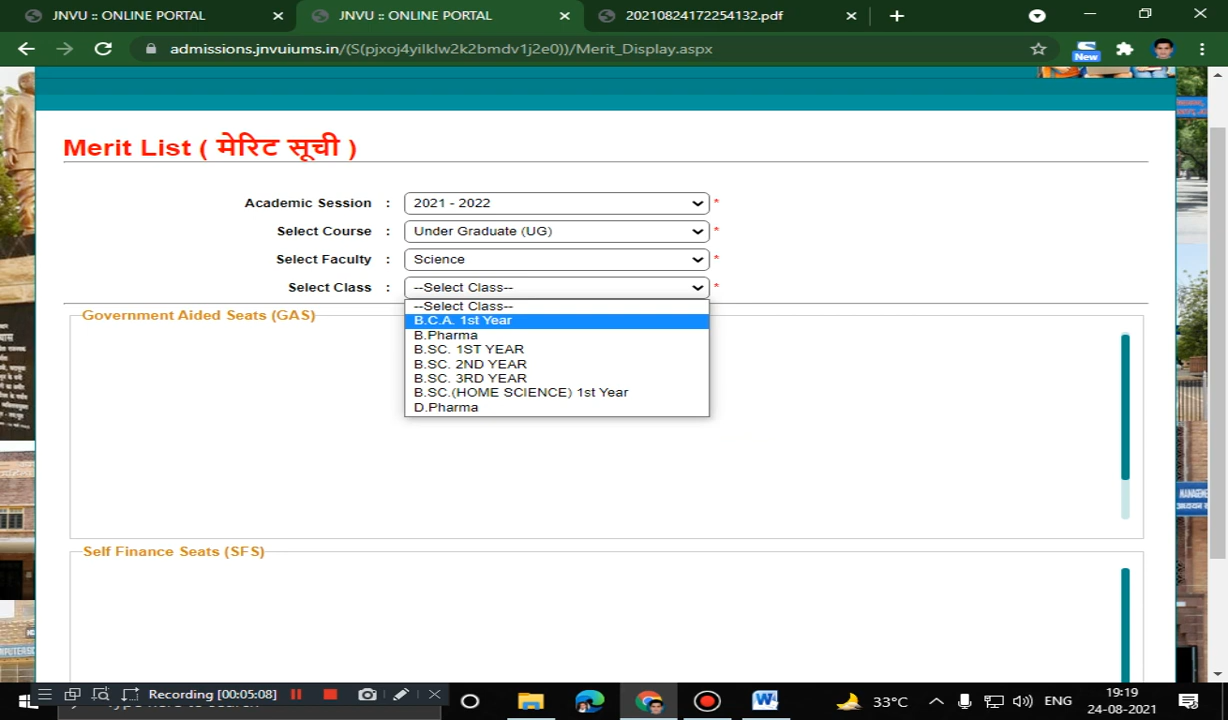 JNVU :: ONLINE PORTAL
JNVU :: ONLINE PORTAL
20210824172254132.pdf
admissions.jnvuiums.in/(S(pjxoj4yilklw2k2bmdv1j2e0))/Merit_Display.aspx
New
Merit List ( मेरिट सूची )
Academic Session : 2021 - 2022 *
Select Course : Under Graduate (UG) *
Select Faculty : Science *
Select Class : --Select Class-- *
--Select Class--
B.C.A. 1st Year
B.Pharma
B.SC. 1ST YEAR
B.SC. 2ND YEAR
B.SC. 3RD YEAR
B.SC.(HOME SCIENCE) 1st Year
D.Pharma
Government Aided Seats (GAS)
Self Finance Seats (SFS)
Recording [00:05:08]
33°C
ENG
19:19
24-08-2021